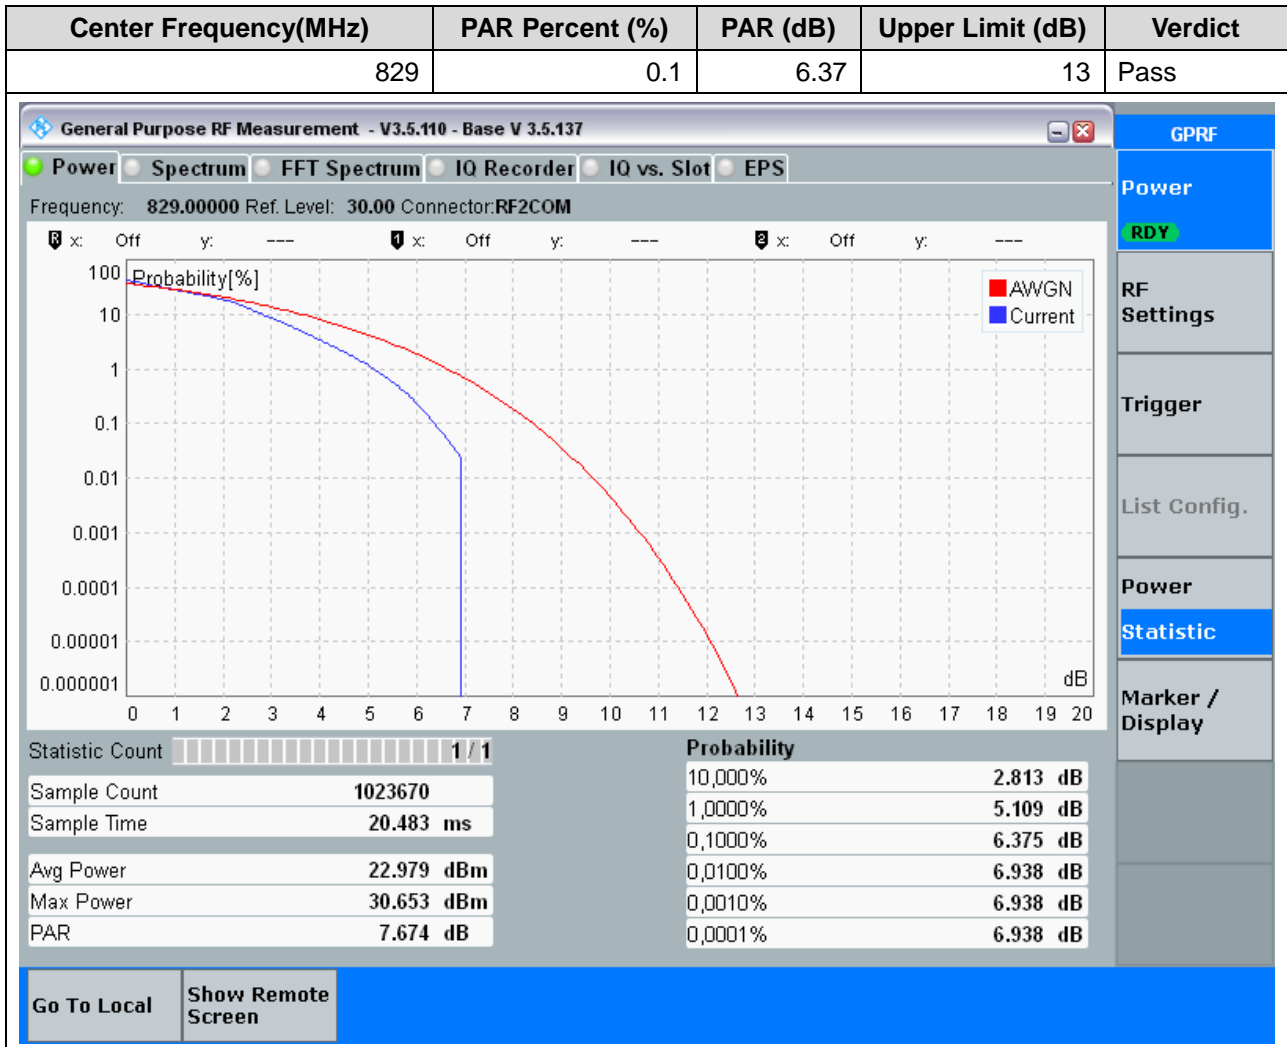 Center Frequency(MHz) PAR Percent (%) PAR (dB) Upper Limit (dB) Verdict
829 0.1 6.37 13 Pass
General Purpose RF Measurement - V3.5.110 - Base V 3.5.137
GPRF
Power Spectrum FFT Spectrum IQ Recorder IQ vs. Slot EPS
Power
RDY
Frequency: 829.00000 Ref. Level: 30.00 Connector:RF2COM
R x: Off y: --- 1 x: Off y: --- 2 x: Off y: ---
Probability[%]
100
10
1
0.1
0.01
0.001
0.0001
0.00001
0.000001
AWGN
Current
dB
0 1 2 3 4 5 6 7 8 9 10 11 12 13 14 15 16 17 18 19 20
RF
Settings
Trigger
List Config.
Power
Statistic
Marker /
Display
Statistic Count 1 / 1
Sample Count 1023670
Sample Time 20.483 ms
Avg Power 22.979 dBm
Max Power 30.653 dBm
PAR 7.674 dB
Probability
10,000% 2.813 dB
1,0000% 5.109 dB
0,1000% 6.375 dB
0,0100% 6.938 dB
0,0010% 6.938 dB
0,0001% 6.938 dB
Go To Local
Show Remote
Screen